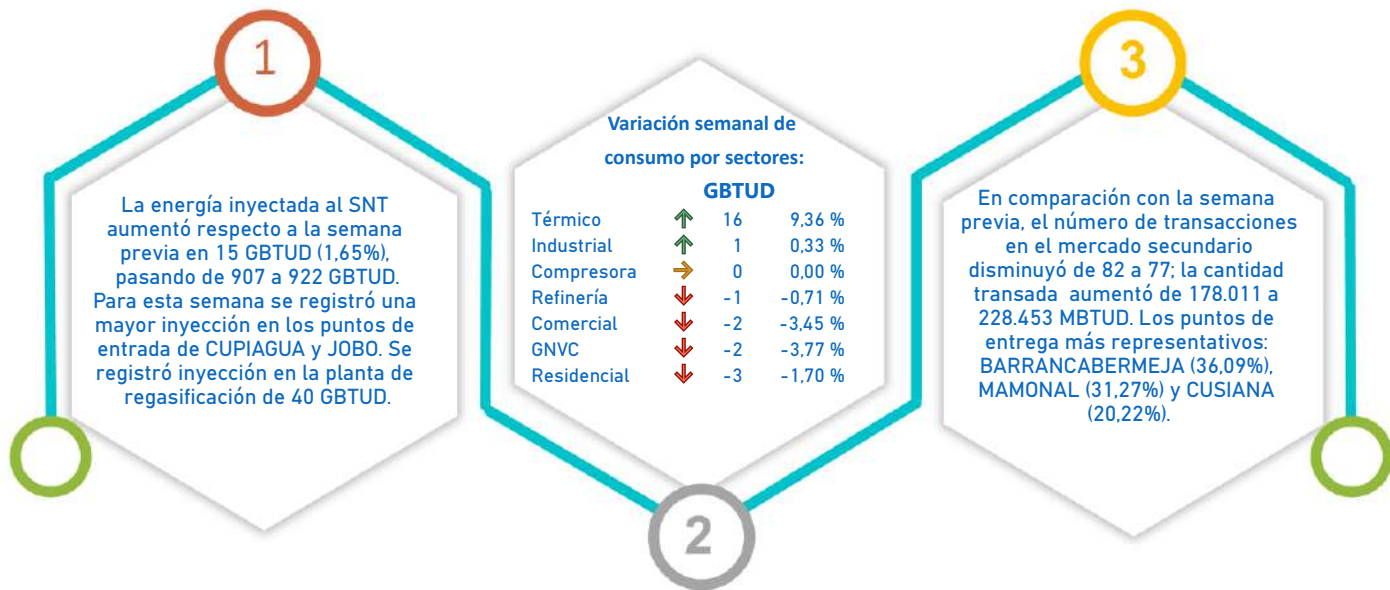 1
La energía inyectada al SNT
aumentó respecto a la semana
previa en 15 GBTUD (1,65%),
pasando de 907 a 922 GBTUD.
Para esta semana se registró una
mayor inyección en los puntos de
entrada de CUPIAGUA y JOBO. Se
registró inyección en la planta de
regasificación de 40 GBTUD.
Variación semanal de
consumo por sectores:
GBTUD
Térmico 16 9,36 %
Industrial 1 0,33 %
Compresora 0 0,00 %
Refinería -1 -0,71 %
Comercial -2 -3,45 %
GNVC -2 -3,77 %
Residencial -3 -1,70 %
2
3
En comparación con la semana
previa, el número de transacciones
en el mercado secundario
disminuyó de 82 a 77; la cantidad
transada aumentó de 178.011 a
228.453 MBTUD. Los puntos de
entrega más representativos:
BARRANCABERMEJA (36,09%),
MAMONAL (31,27%) y CUSIANA
(20,22%).